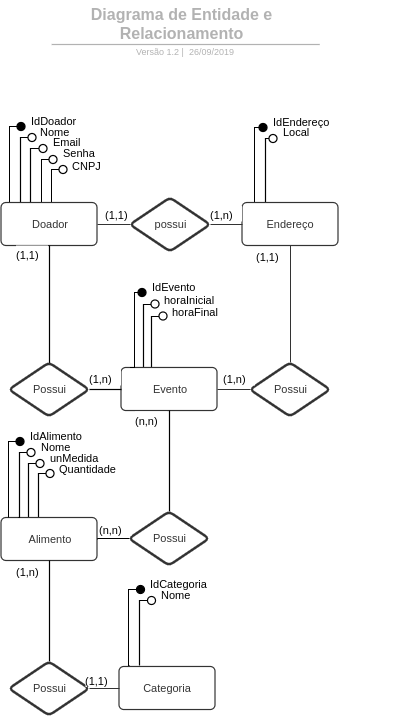 Diagrama de Entidade e
Relacionamento
Versão 1.2 | 26/09/2019
IdDoador
Nome
Email
Senha
CNPJ
IdEndereço
Local
Doador
(1,1)
possui
(1,n)
Endereço
(1,1)
(1,1)
IdEvento
horaInicial
horaFinal
Possui
(1,n)
Evento
(1,n)
Possui
(n,n)
IdAlimento
Nome
unMedida
Quantidade
Alimento
(n,n)
Possui
(1,n)
IdCategoria
Nome
Possui
(1,1)
Categoria